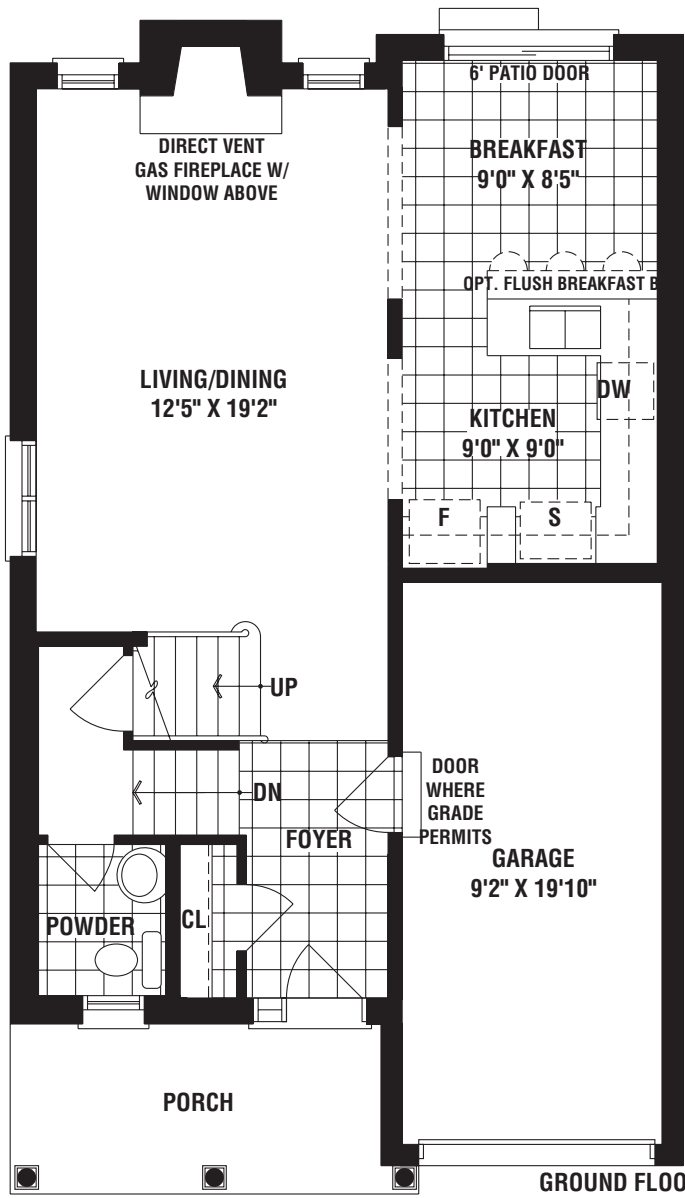 6' PATIO DOOR
DIRECT VENT
GAS FIREPLACE W/
WINDOW ABOVE
BREAKFAST
9'0" X 8'5"
OPT. FLUSH BREAKFAST B
LIVING/DINING
12'5" X 19'2"
DW
KITCHEN
9'0" X 9'0"
F
S
UP
DN
FOYER
DOOR
WHERE
GRADE
PERMITS
GARAGE
9'2" X 19'10"
POWDER
CL
PORCH
GROUND FLOO